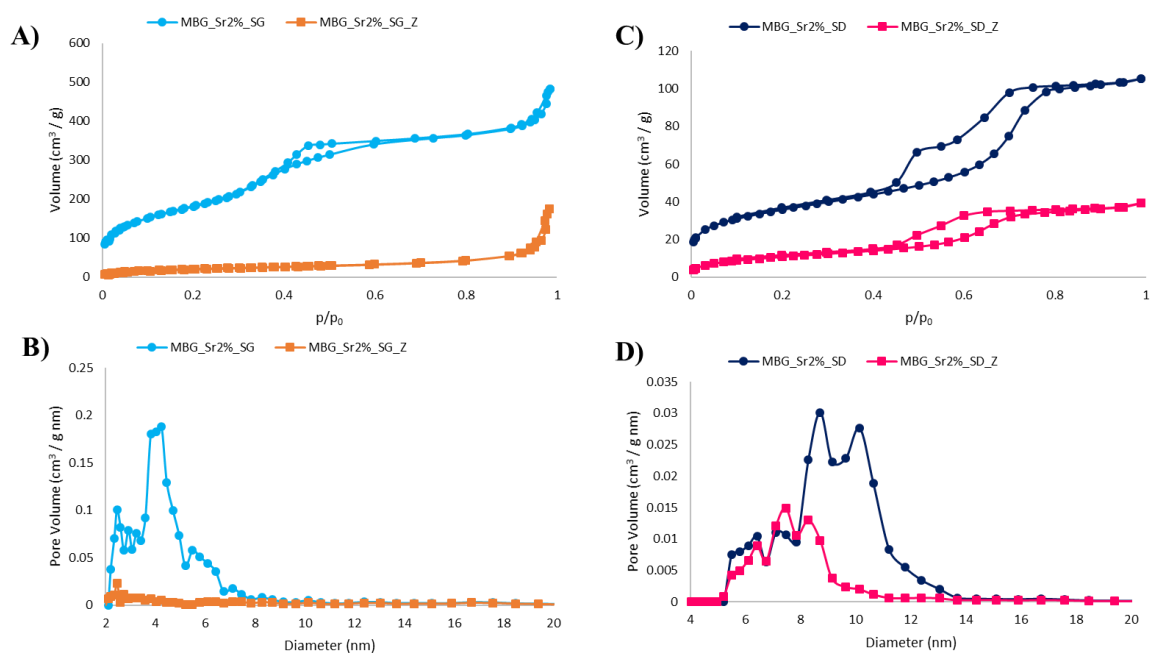 A)
MBG_Sr2%_SG MBG_Sr2%_SG_Z
Volume (cm³ / g)
600
500
400
300
200
100
0
0 0.2 0.4 0.6 0.8 1
p/p₀
C)
MBG_Sr2%_SD MBG_Sr2%_SD_Z
Volume (cm³ / g)
120
100
80
60
40
20
0
0 0.2 0.4 0.6 0.8 1
p/p₀
B)
MBG_Sr2%_SG MBG_Sr2%_SG_Z
Pore Volume (cm³ / g nm)
0.25
0.2
0.15
0.1
0.05
0
2 4 6 8 10 12 14 16 18 20
Diameter (nm)
D)
MBG_Sr2%_SD MBG_Sr2%_SD_Z
Pore Volume (cm³ / g nm)
0.035
0.03
0.025
0.02
0.015
0.01
0.005
0
4 6 8 10 12 14 16 18 20
Diameter (nm)